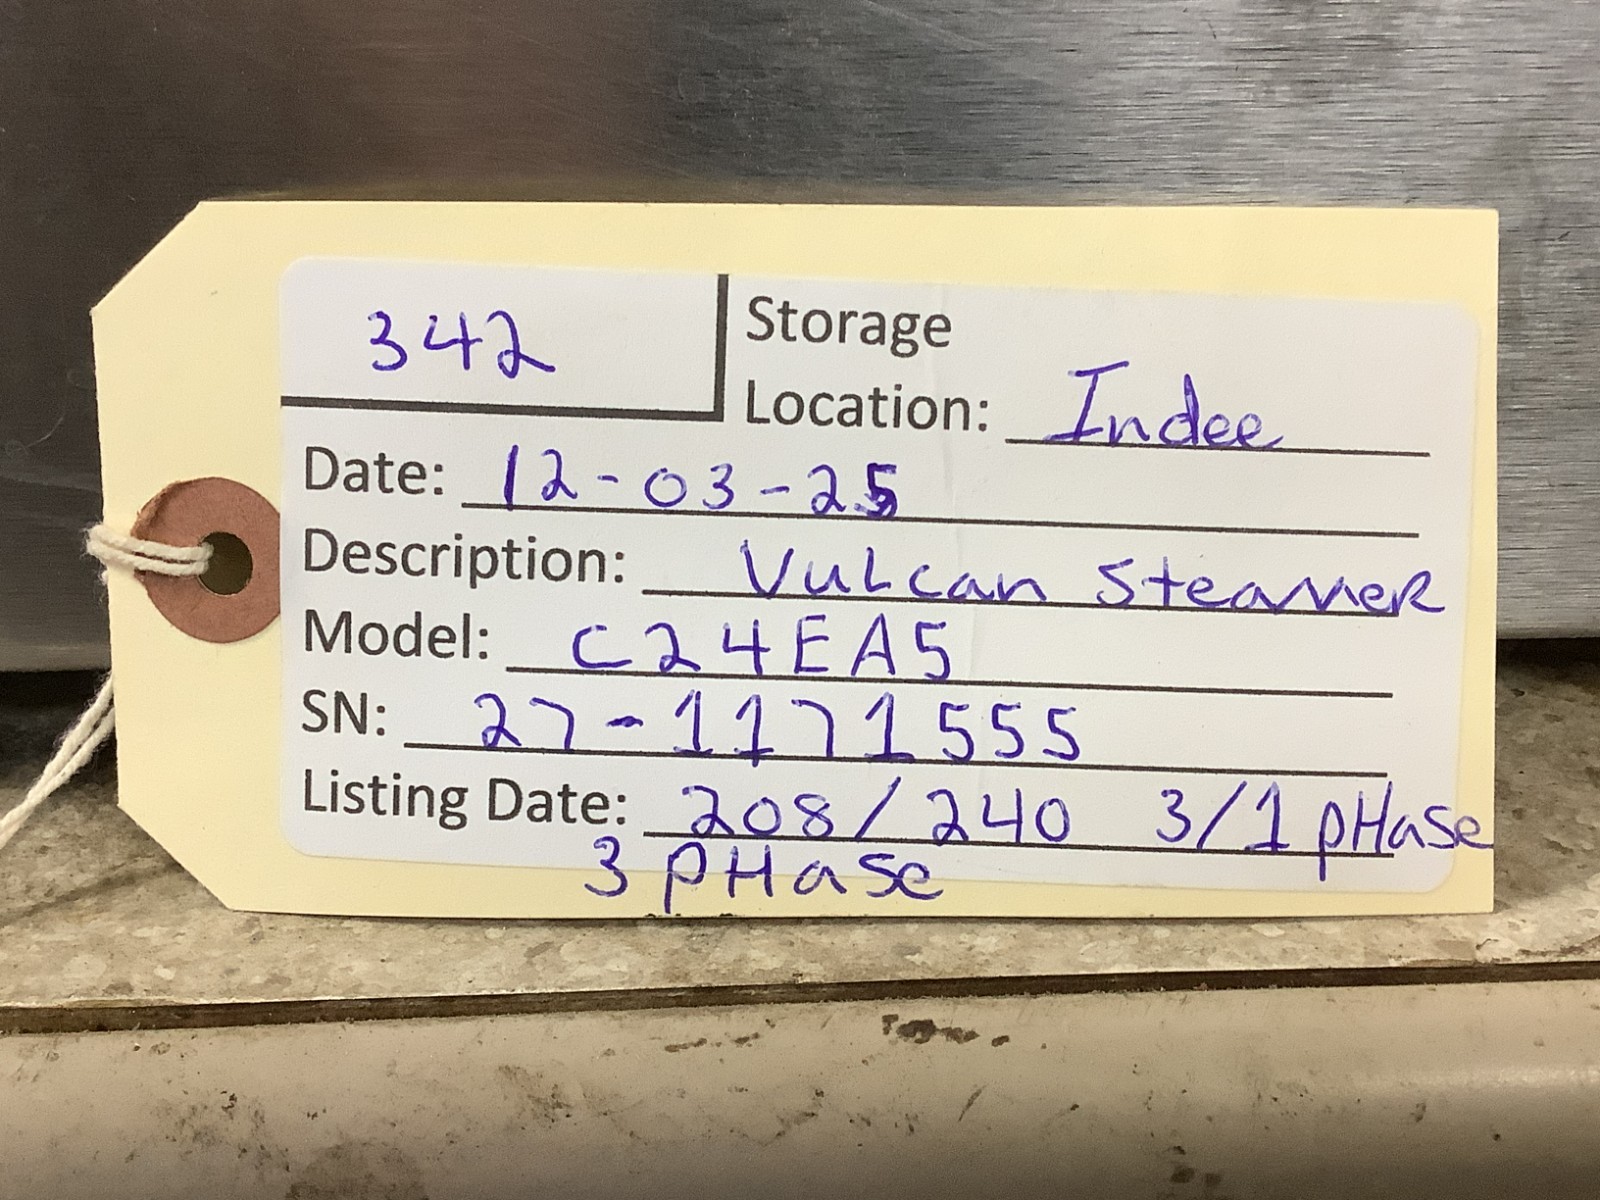 342
Storage
Location: Indee
Date: 12-03-25
Description: Vulcan Steamer
Model: C24EA5
SN: 27-1171555
Listing Date: 208/240 3/1 pHase
3 pHase